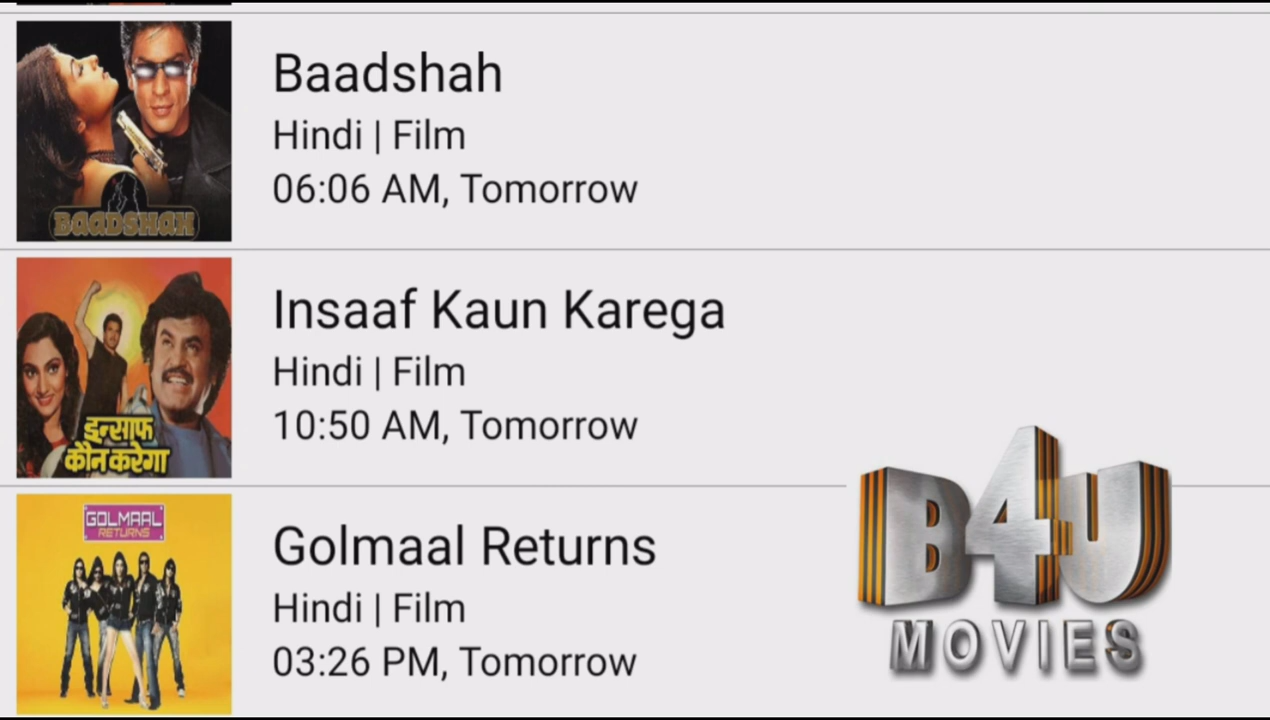 BAADSHAH
Baadshah
Hindi | Film
06:06 AM, Tomorrow
इन्साफ
कौन करेगा
Insaaf Kaun Karega
Hindi | Film
10:50 AM, Tomorrow
GOLMAAL
RETURNS
Golmaal Returns
Hindi | Film
03:26 PM, Tomorrow
B4U
MOVIES